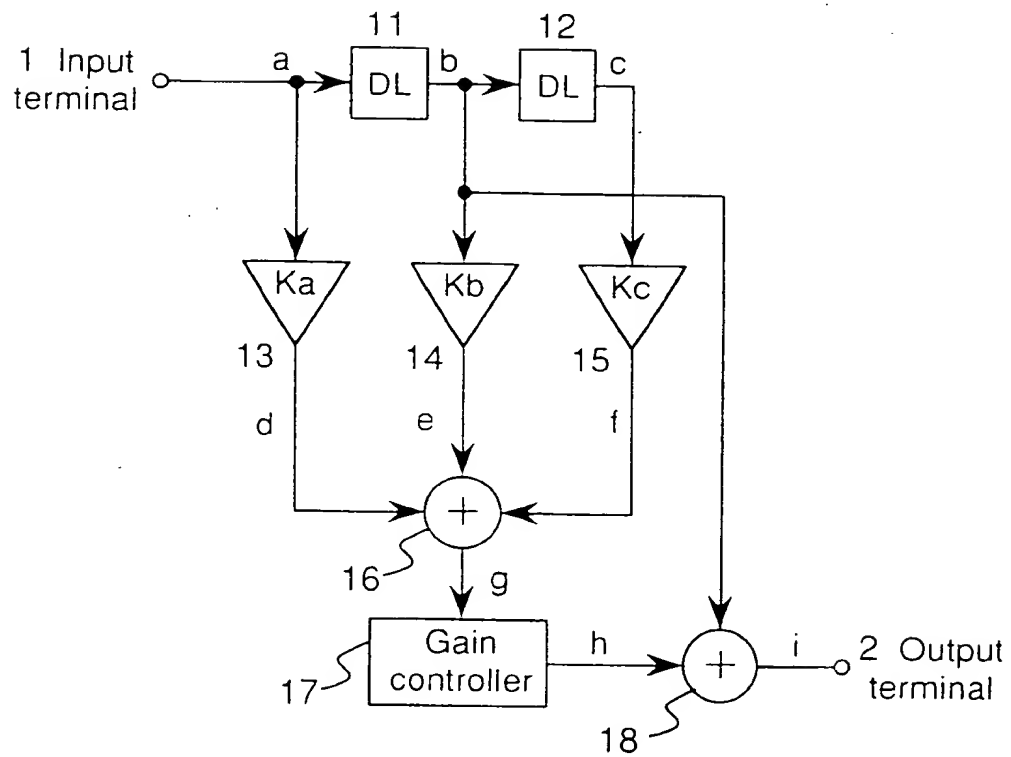 11
12
1 Input
terminal
a
DL
b
DL
c
Ka
Kb
Kc
13
14
15
d
e
f
+
16
g
Gain
controller
17
h
+
i
2 Output
terminal
18